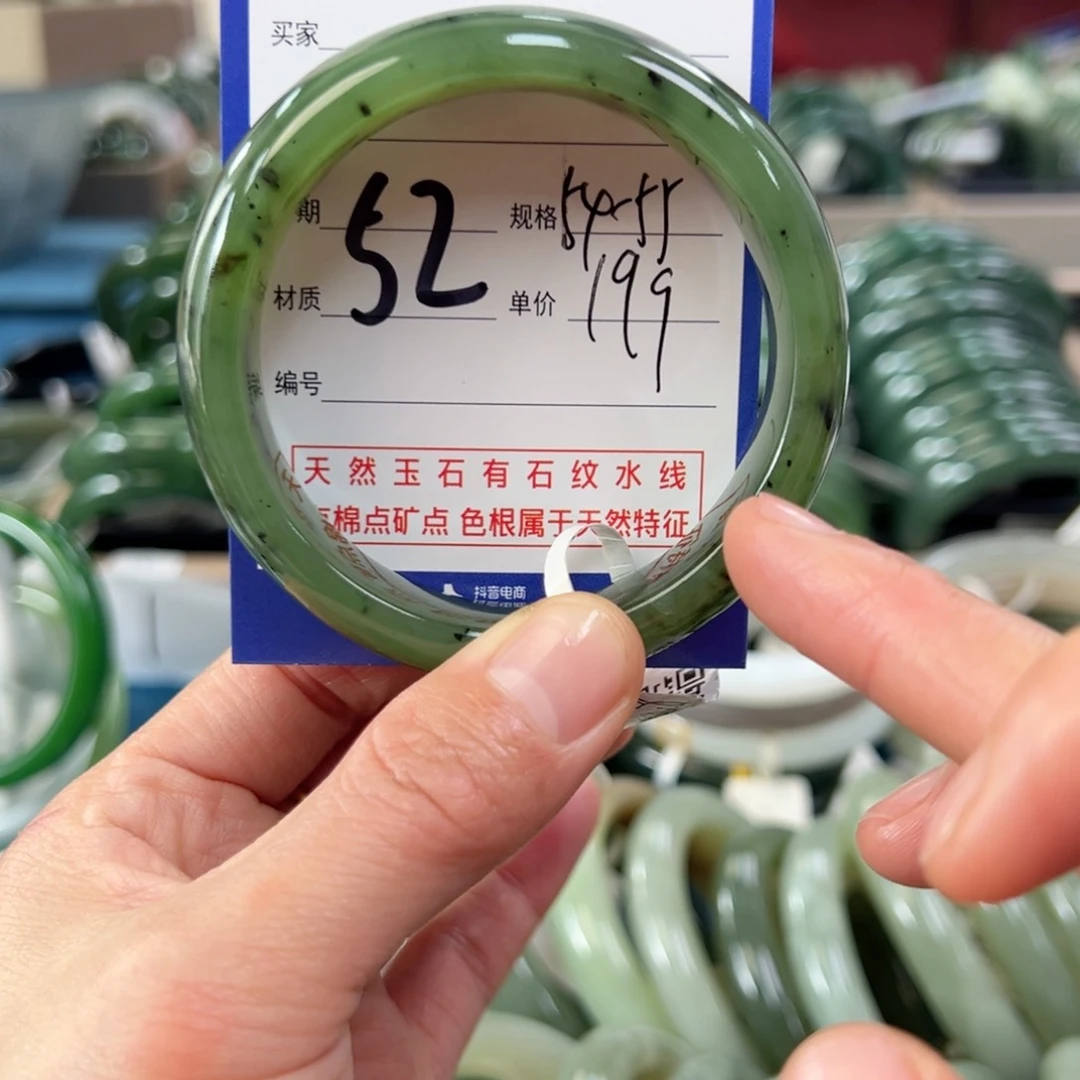 买家
期 52 规格 54-55
材质 单价 199
编号
天然玉石有石纹水线
棉点矿点 色根属于天然特征
抖音电商